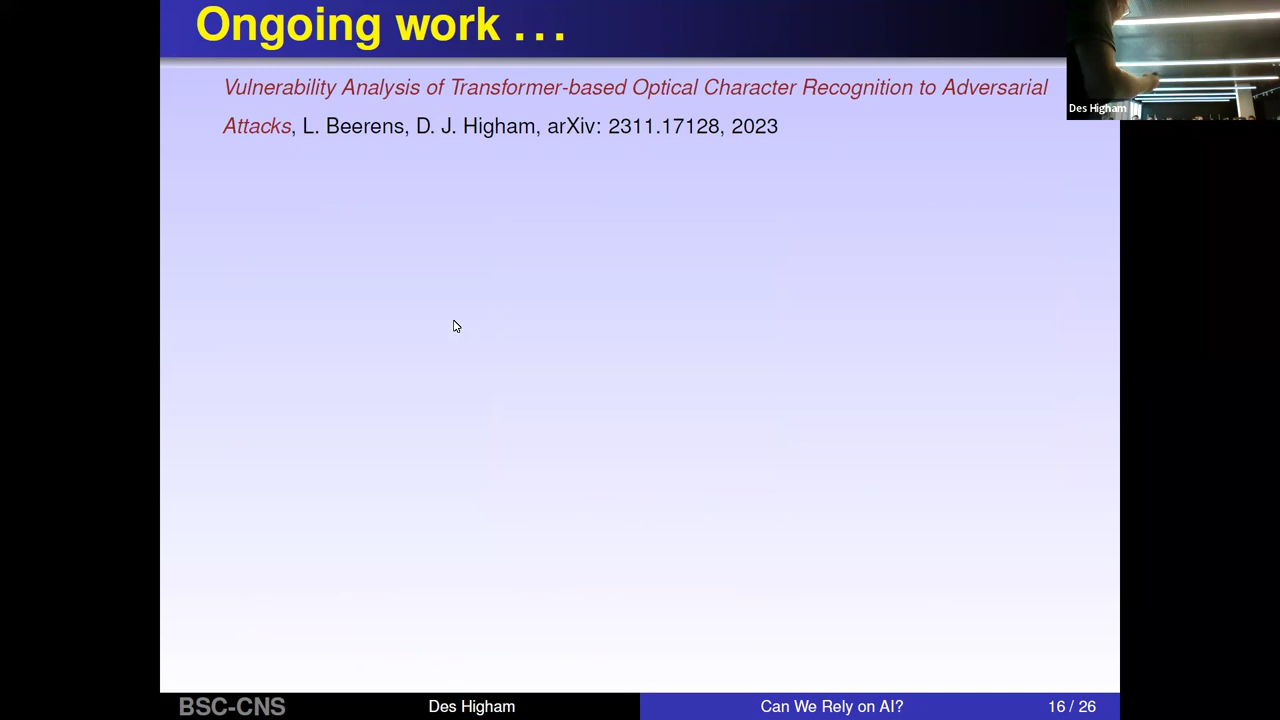 Ongoing work ...
Vulnerability Analysis of Transformer-based Optical Character Recognition to Adversarial
Attacks, L. Beerens, D. J. Higham, arXiv: 2311.17128, 2023
Des Higham
BSC-CNS
Des Higham
Can We Rely on AI?
16 / 26